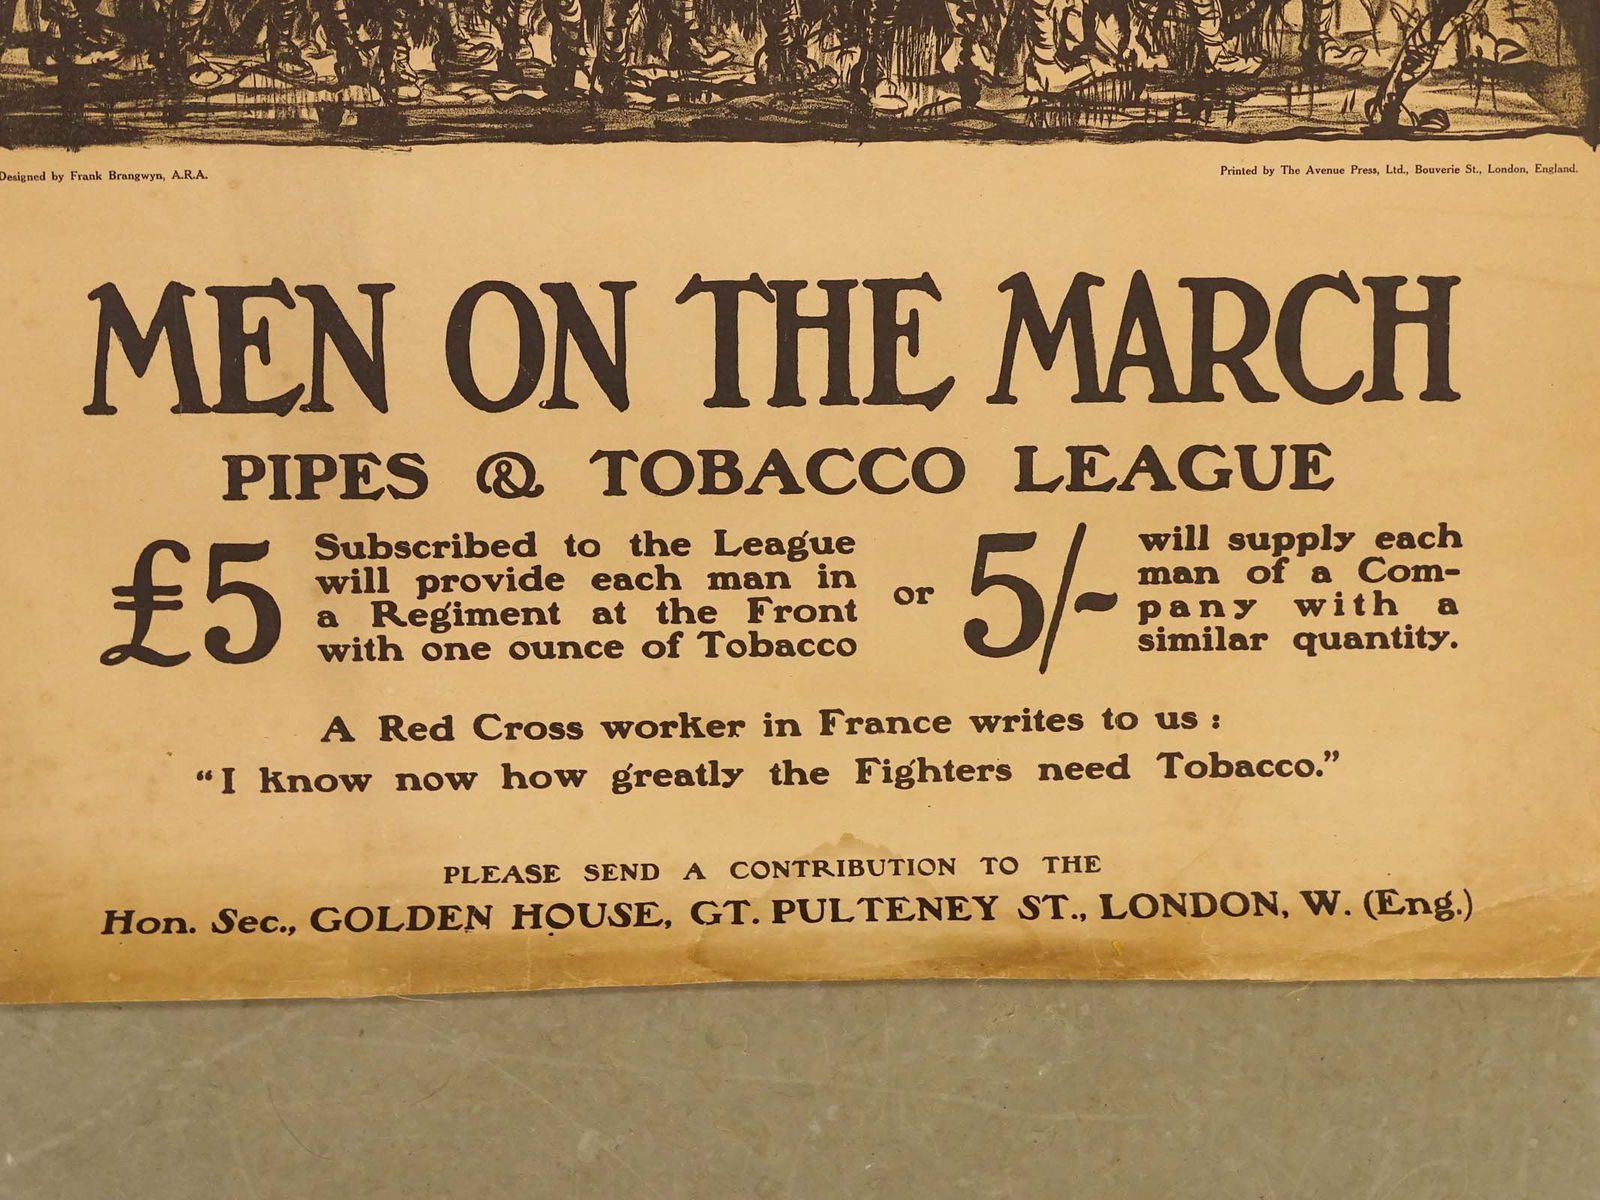 Designed by Frank Brangwyn, A.R.A.
Printed by The Avenue Press, Ltd., Bouverie St., London, England.
MEN ON THE MARCH
PIPES & TOBACCO LEAGUE
£5
Subscribed to the League
will provide each man in
a Regiment at the Front
with one ounce of Tobacco
or
5/-
will supply each
man of a Com-
pany with a
similar quantity.
A Red Cross worker in France writes to us :
“I know now how greatly the Fighters need Tobacco.”
PLEASE SEND A CONTRIBUTION TO THE
Hon. Sec., GOLDEN HOUSE, GT. PULTENEY ST., LONDON, W. (Eng.)